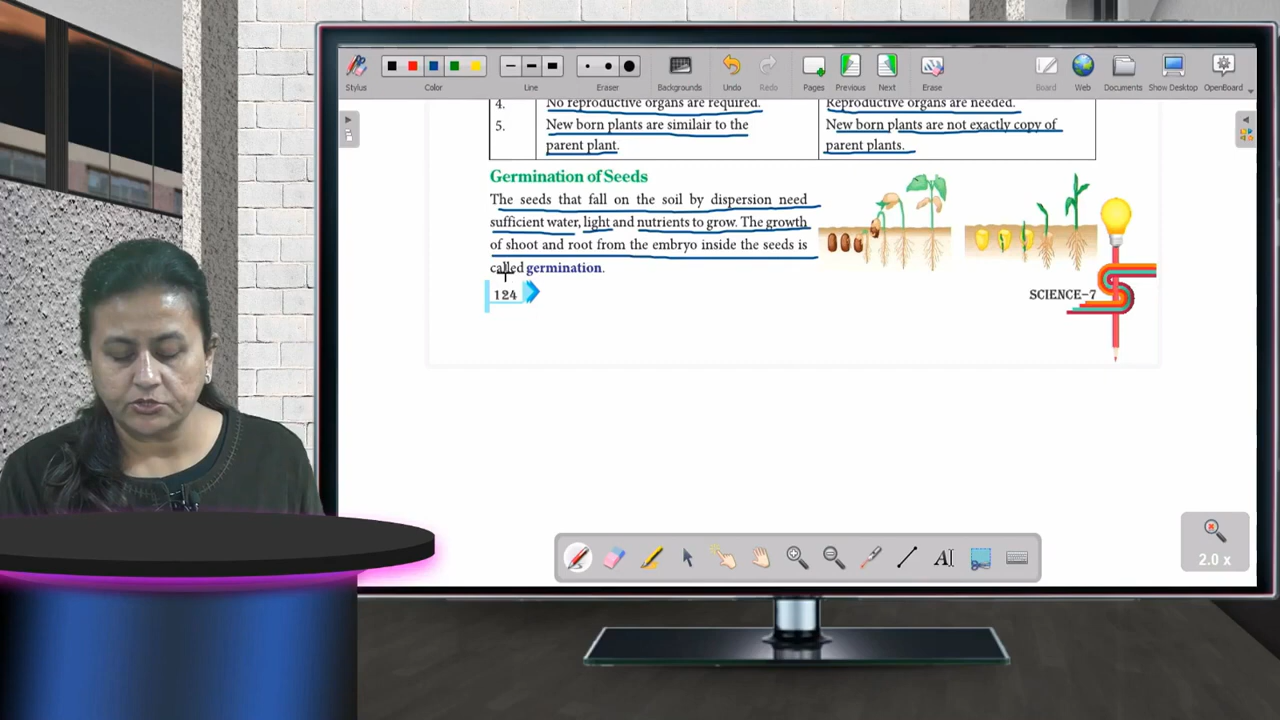 Stylus
Color
Line
Eraser
Backgrounds
Undo
Redo
Pages
Previous
Next
Erase
Board
Web
Documents
Show Desktop
OpenBoard
4. No reproductive organs are required. Reproductive organs are needed.
5. New born plants are similair to the New born plants are not exactly copy of
parent plant. parent plants.
Germination of Seeds
The seeds that fall on the soil by dispersion need
sufficient water, light and nutrients to grow. The growth
of shoot and root from the embryo inside the seeds is
called germination.
124
SCIENCE–7
AI
2.0 x